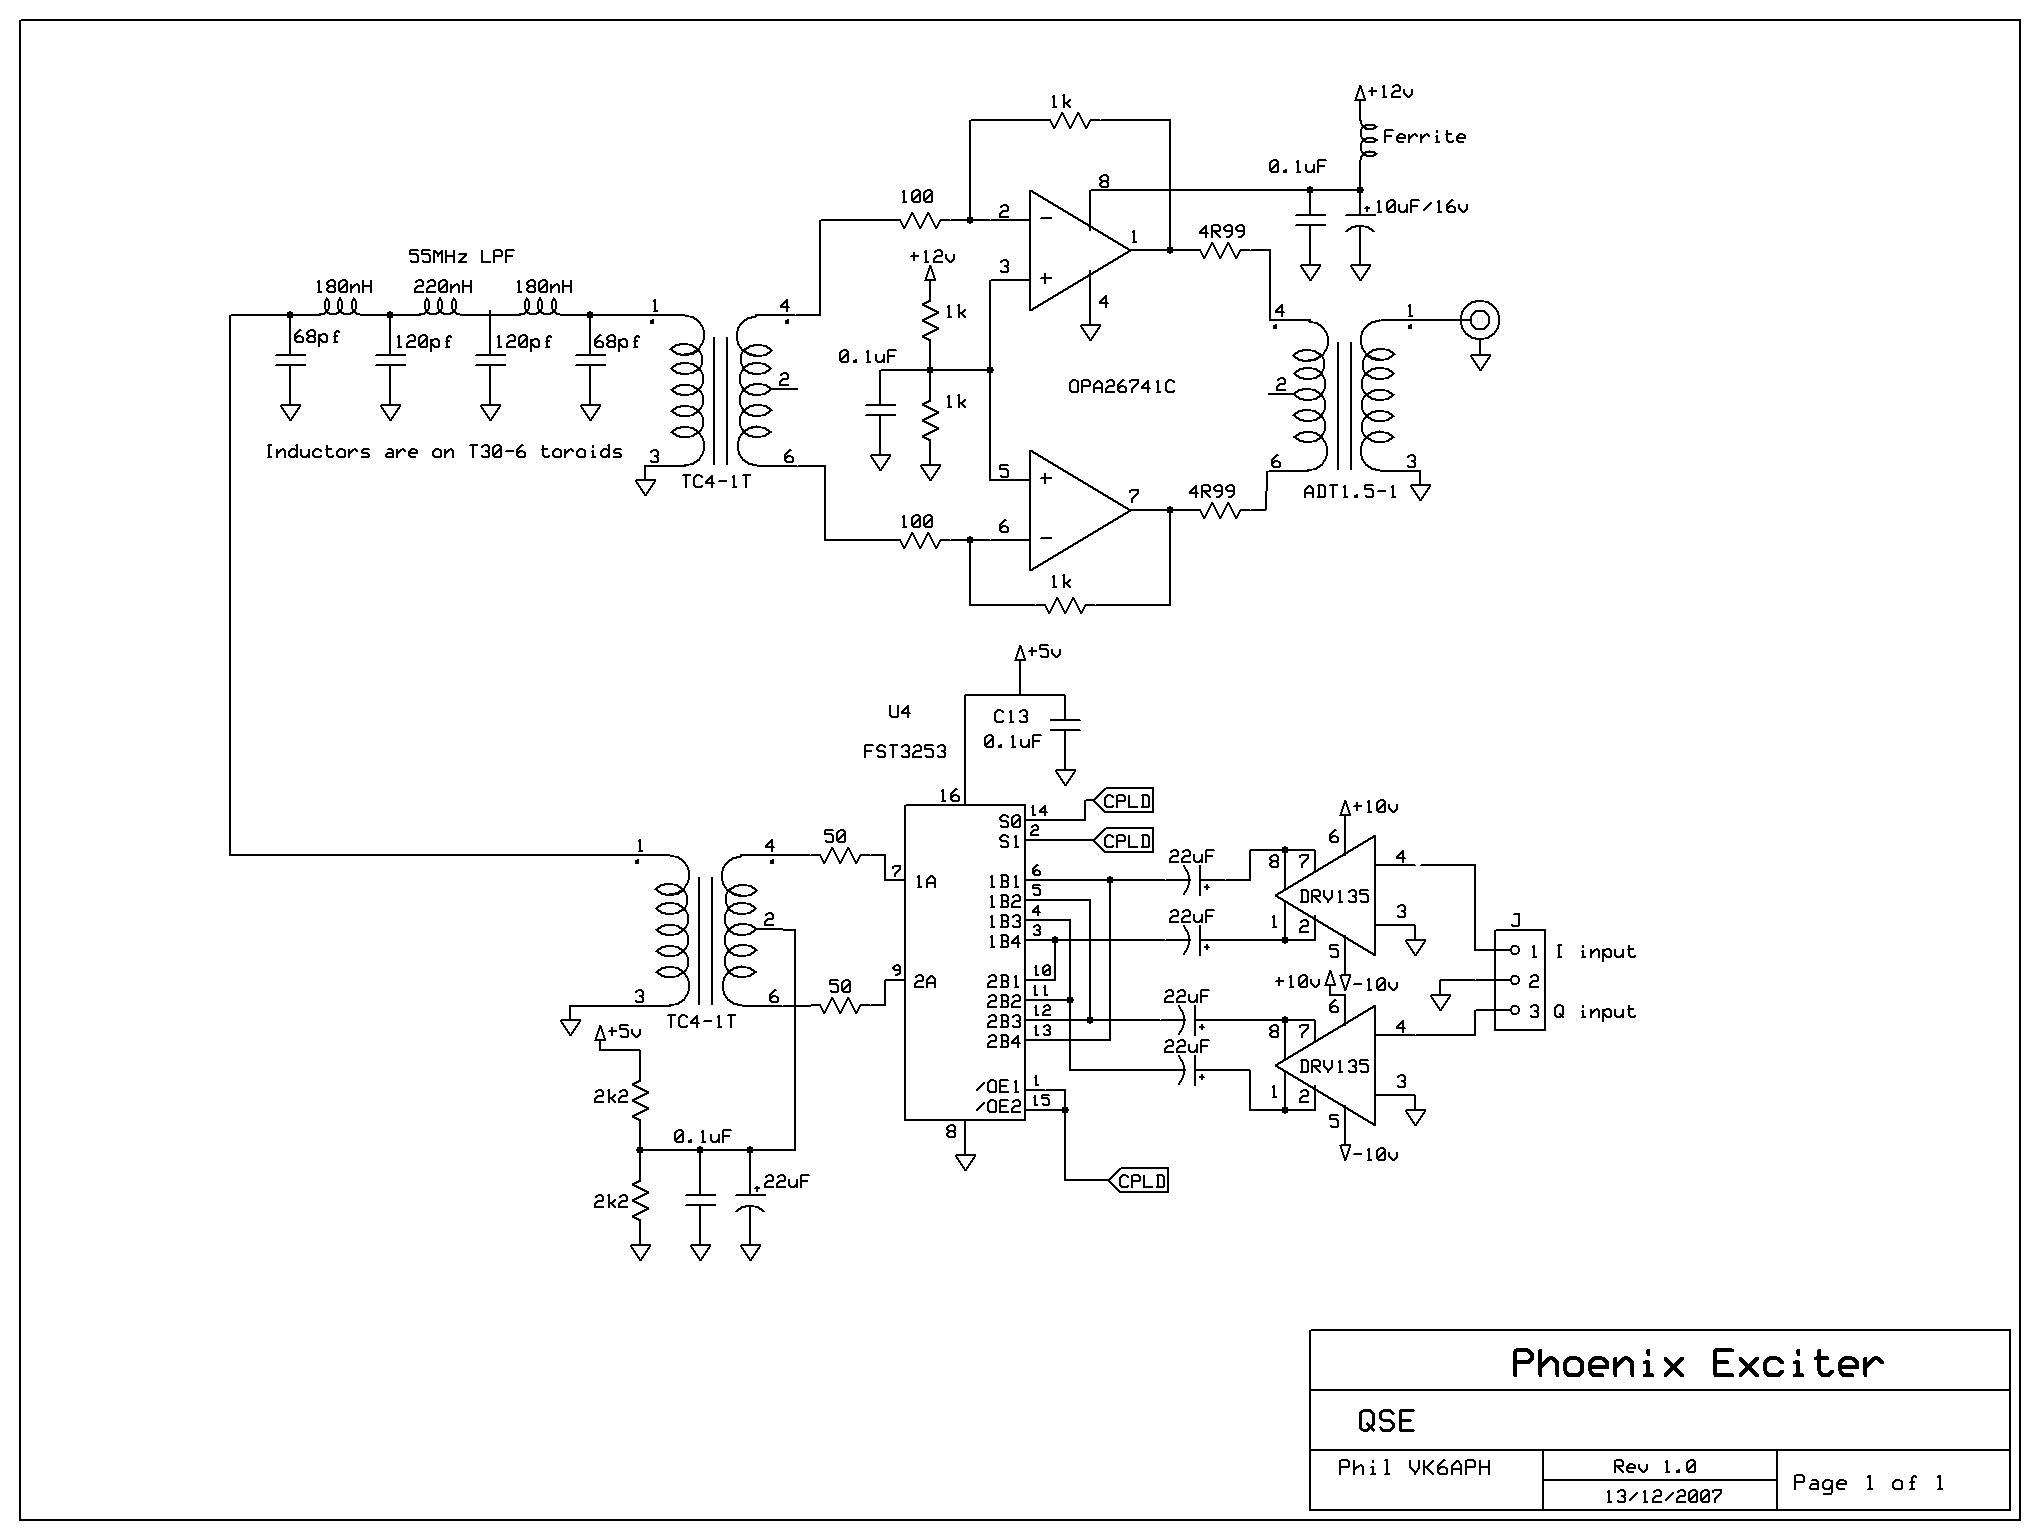 1k
+12v
Ferrite
0.1uF
8
100
2
+10uF/16v
1
4R99
+12v
3
+
55MHz LPF
180nH 220nH 180nH
4
1k
1 4
4 1
68pf 120pf 120pf 68pf
0.1uF
2
OPA26741C
2
1k
Inductors are on T30-6 toroids
3 6
6 3
TC4-1T
5
+
7
4R99
ADT1.5-1
100
6
1k
+5v
U4
C13
0.1uF
FST3253
16
CPLD
14
S0
2
S1
CPLD
+10v
6
50
1 4
7
1A
6
1B1
5
1B2
4
1B3
3
1B4
22uF
+
8 7
4
DRV135
22uF
+
1 2
3
5
-10v
J
1 I input
2
3 Q input
2
9
2A
10
2B1
11
2B2
12
2B3
13
2B4
3 6
50
TC4-1T
22uF
+
+10v
6
8 7
4
DRV135
22uF
+
1 2
3
5
-10v
+5v
2k2
/OE1
1
/OE2
15
8
0.1uF
+22uF
2k2
CPLD
Phoenix Exciter
QSE
Phil VK6APH
Rev 1.0
13/12/2007
Page 1 of 1